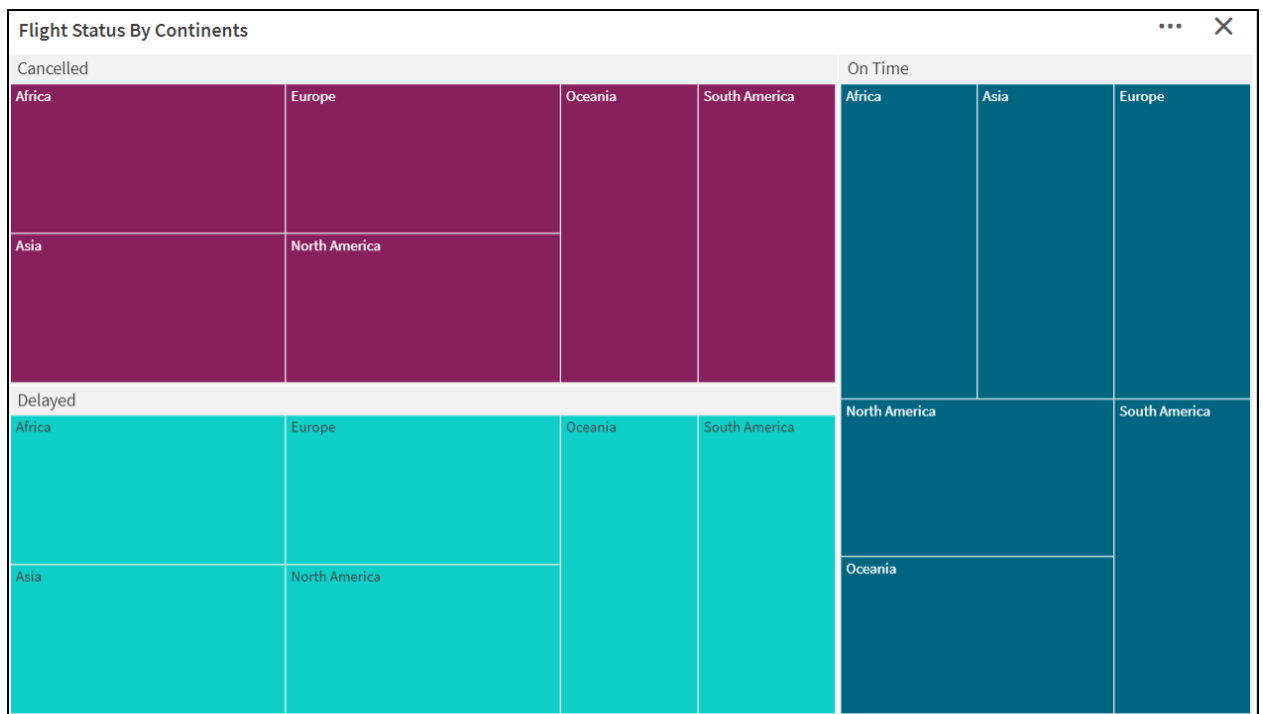 Flight Status By Continents
Cancelled
Africa
Europe
Oceania
South America
Asia
North America
Delayed
Africa
Europe
Oceania
South America
Asia
North America
On Time
Africa
Asia
Europe
North America
South America
Oceania